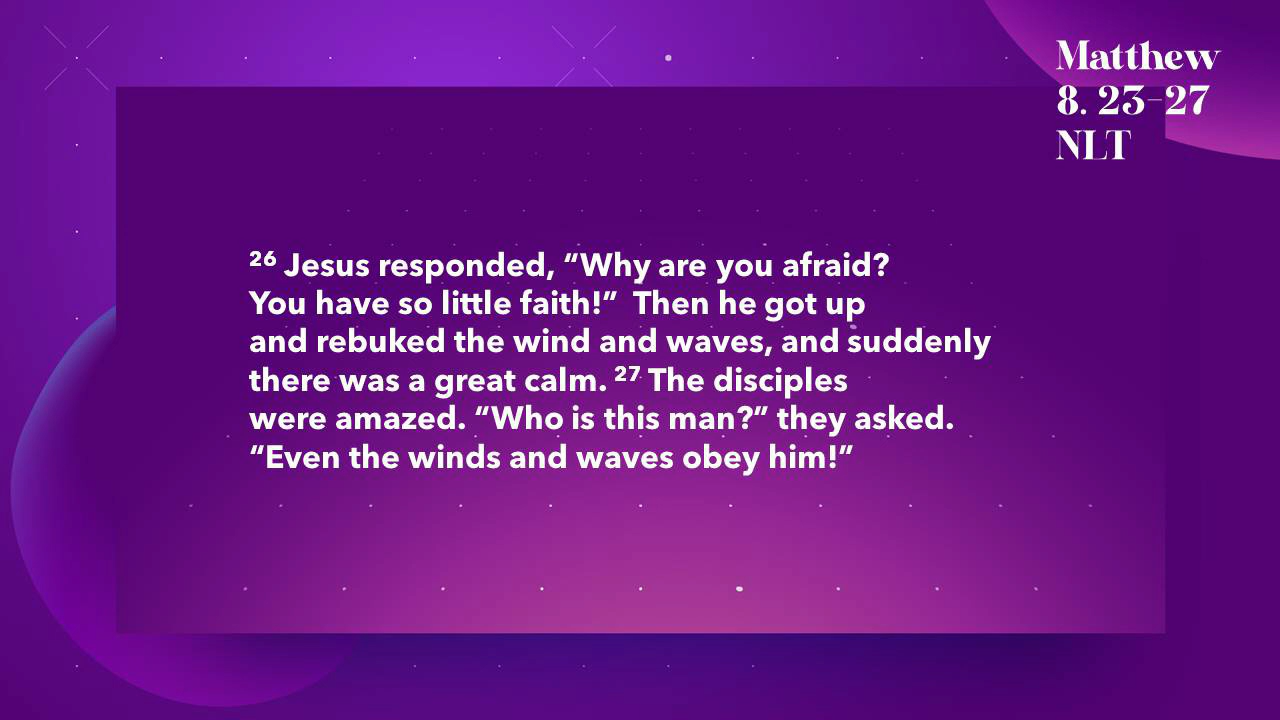 Matthew
8. 23-27
NLT
26 Jesus responded, “Why are you afraid?
You have so little faith!” Then he got up
and rebuked the wind and waves, and suddenly
there was a great calm. 27 The disciples
were amazed. “Who is this man?” they asked.
“Even the winds and waves obey him!”